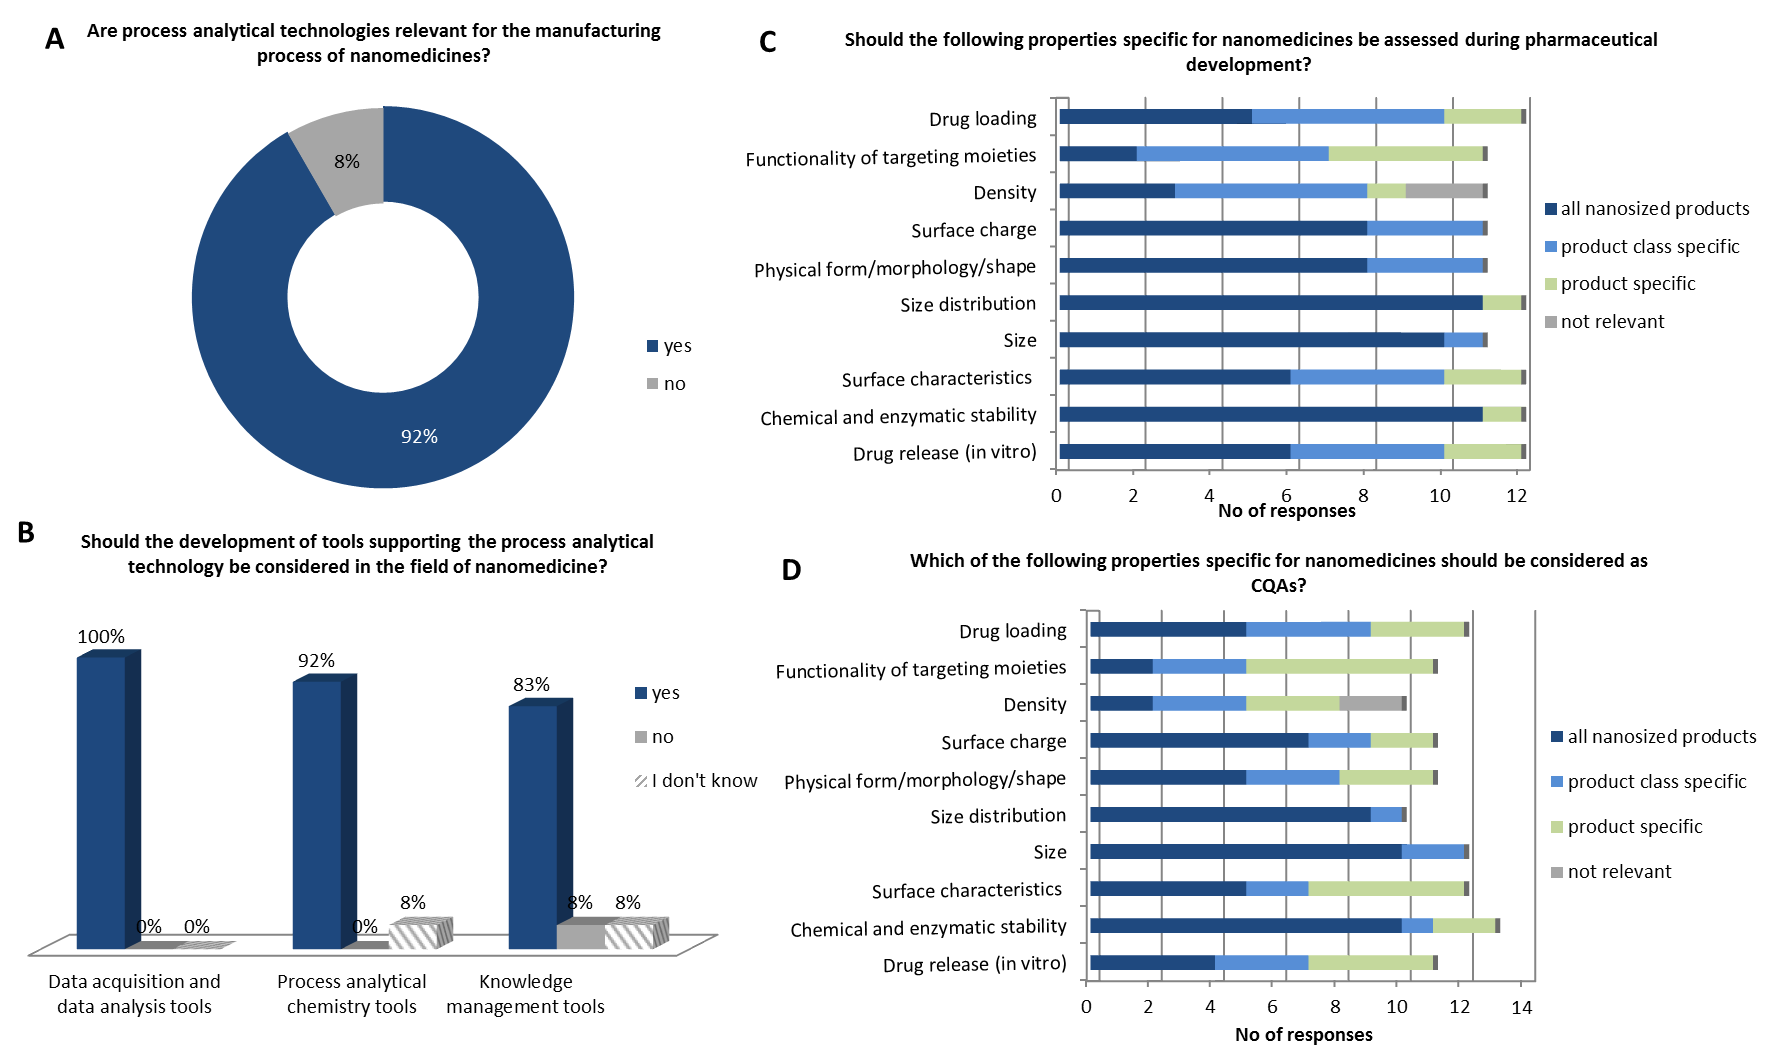 A
Are process analytical technologies relevant for the manufacturing
process of nanomedicines?
8%
92%
yes
no
B
Should the development of tools supporting the process analytical
technology be considered in the field of nanomedicine?
100%
0%
0%
92%
0%
8%
83%
8%
8%
yes
no
I don't know
Data acquisition and
data analysis tools
Process analytical
chemistry tools
Knowledge
management tools
C
Should the following properties specific for nanomedicines be assessed during pharmaceutical
development?
Drug loading
Functionality of targeting moieties
Density
Surface charge
Physical form/morphology/shape
Size distribution
Size
Surface characteristics
Chemical and enzymatic stability
Drug release (in vitro)
0 2 4 6 8 10 12
No of responses
all nanosized products
product class specific
product specific
not relevant
D
Which of the following properties specific for nanomedicines should be considered as
CQAs?
Drug loading
Functionality of targeting moieties
Density
Surface charge
Physical form/morphology/shape
Size distribution
Size
Surface characteristics
Chemical and enzymatic stability
Drug release (in vitro)
0 2 4 6 8 10 12 14
No of responses
all nanosized products
product class specific
product specific
not relevant